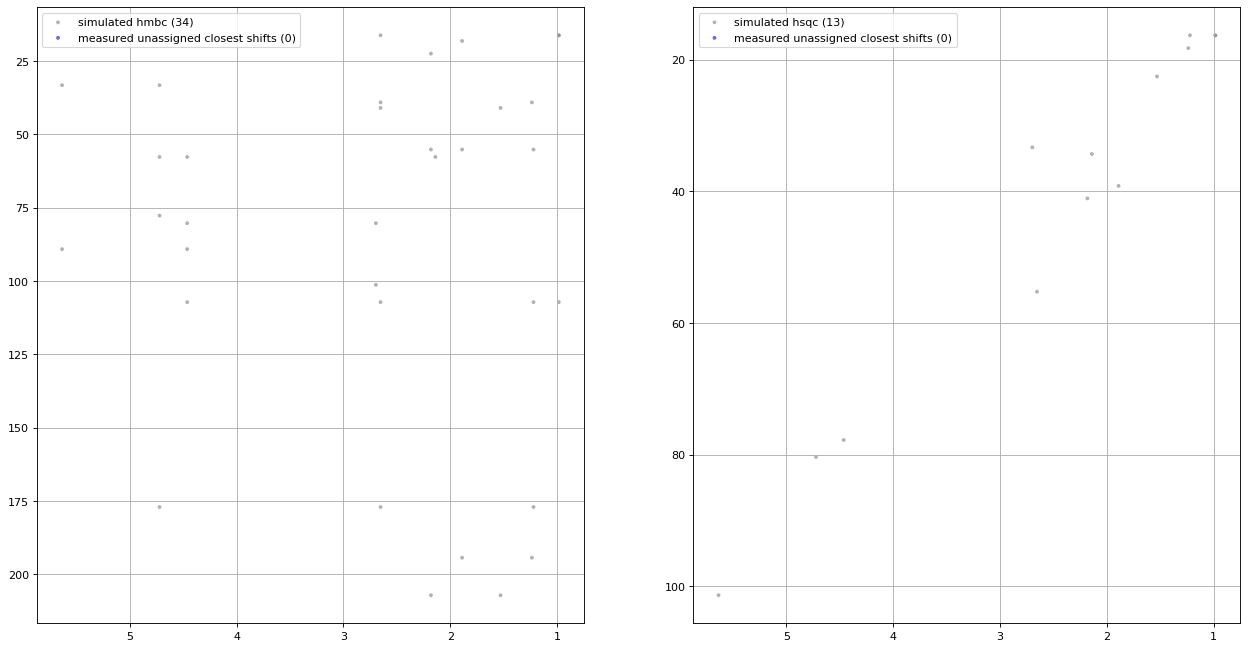 simulated hmbc (34)
measured unassigned closest shifts (0)
25
50
75
100
125
150
175
200
5 4 3 2 1
simulated hsqc (13)
measured unassigned closest shifts (0)
20
40
60
80
100
5 4 3 2 1